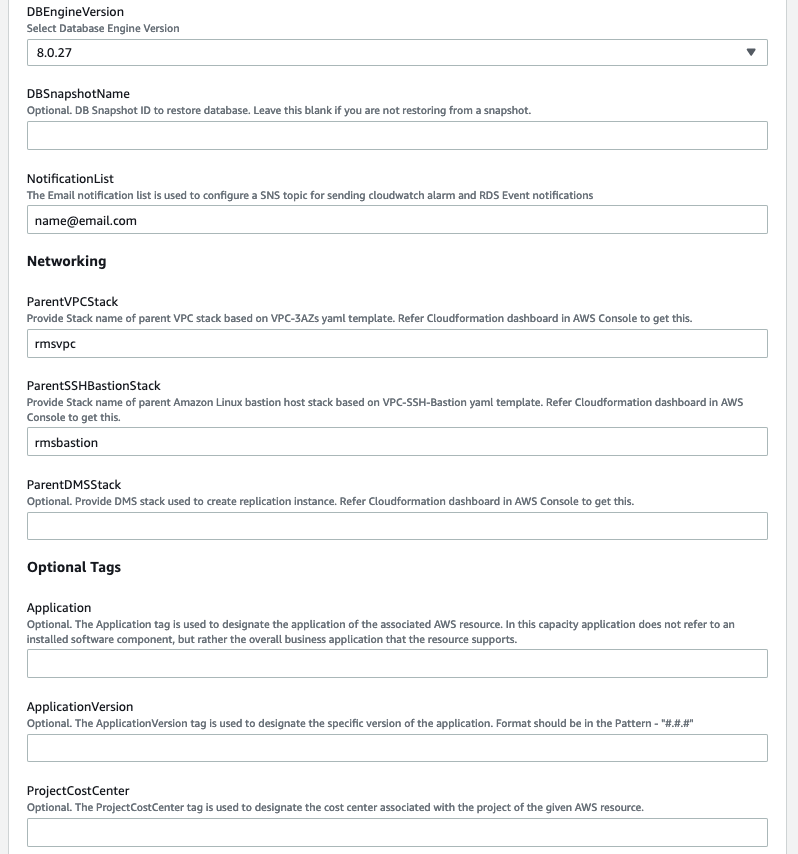 DBEngineVersion
Select Database Engine Version
8.0.27
DBSnapshotName
Optional. DB Snapshot ID to restore database. Leave this blank if you are not restoring from a snapshot.
NotificationList
The Email notification list is used to configure a SNS topic for sending cloudwatch alarm and RDS Event notifications
name@email.com
Networking
ParentVPCStack
Provide Stack name of parent VPC stack based on VPC-3AZs yaml template. Refer Cloudformation dashboard in AWS Console to get this.
rmsvpc
ParentSSHBastionStack
Provide Stack name of parent Amazon Linux bastion host stack based on VPC-SSH-Bastion yaml template. Refer Cloudformation dashboard in AWS
Console to get this.
rmsbastion
ParentDMSStack
Optional. Provide DMS stack used to create replication instance. Refer Cloudformation dashboard in AWS Console to get this.
Optional Tags
Application
Optional. The Application tag is used to designate the application of the associated AWS resource. In this capacity application does not refer to an
installed software component, but rather the overall business application that the resource supports.
ApplicationVersion
Optional. The ApplicationVersion tag is used to designate the specific version of the application. Format should be in the Pattern - "#.#.#"
ProjectCostCenter
Optional. The ProjectCostCenter tag is used to designate the cost center associated with the project of the given AWS resource.